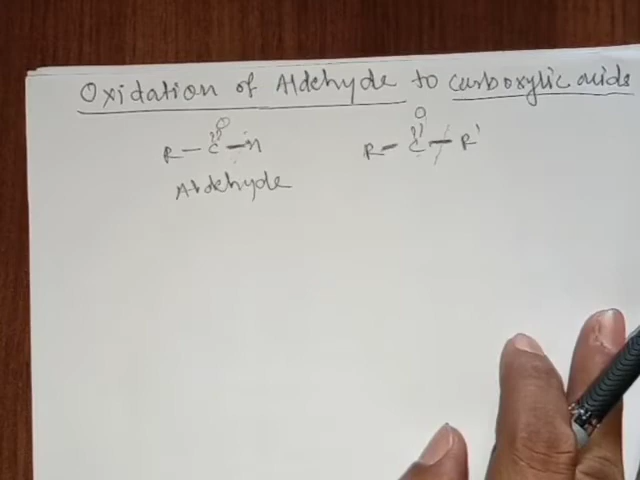 Oxidation of Aldehyde to carboxylic acids
O O
R - C - H R - C - R'
Aldehyde